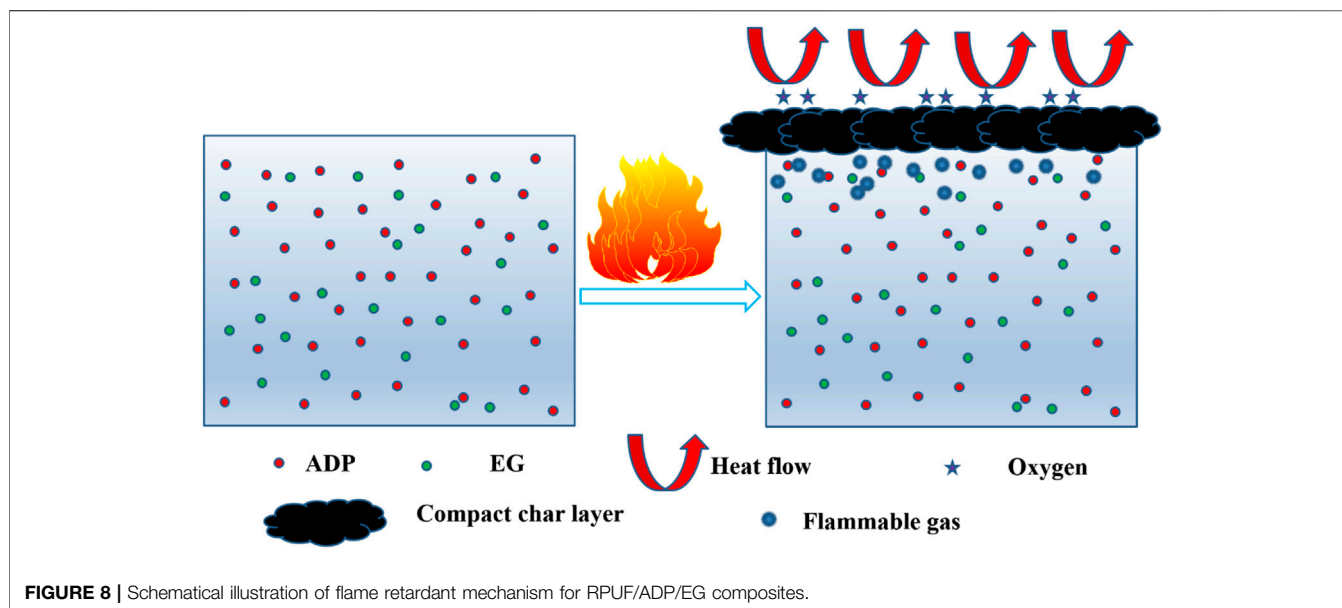 ADP EG Heat flow Oxygen
Compact char layer Flammable gas
FIGURE 8 | Schematical illustration of flame retardant mechanism for RPUF/ADP/EG composites.